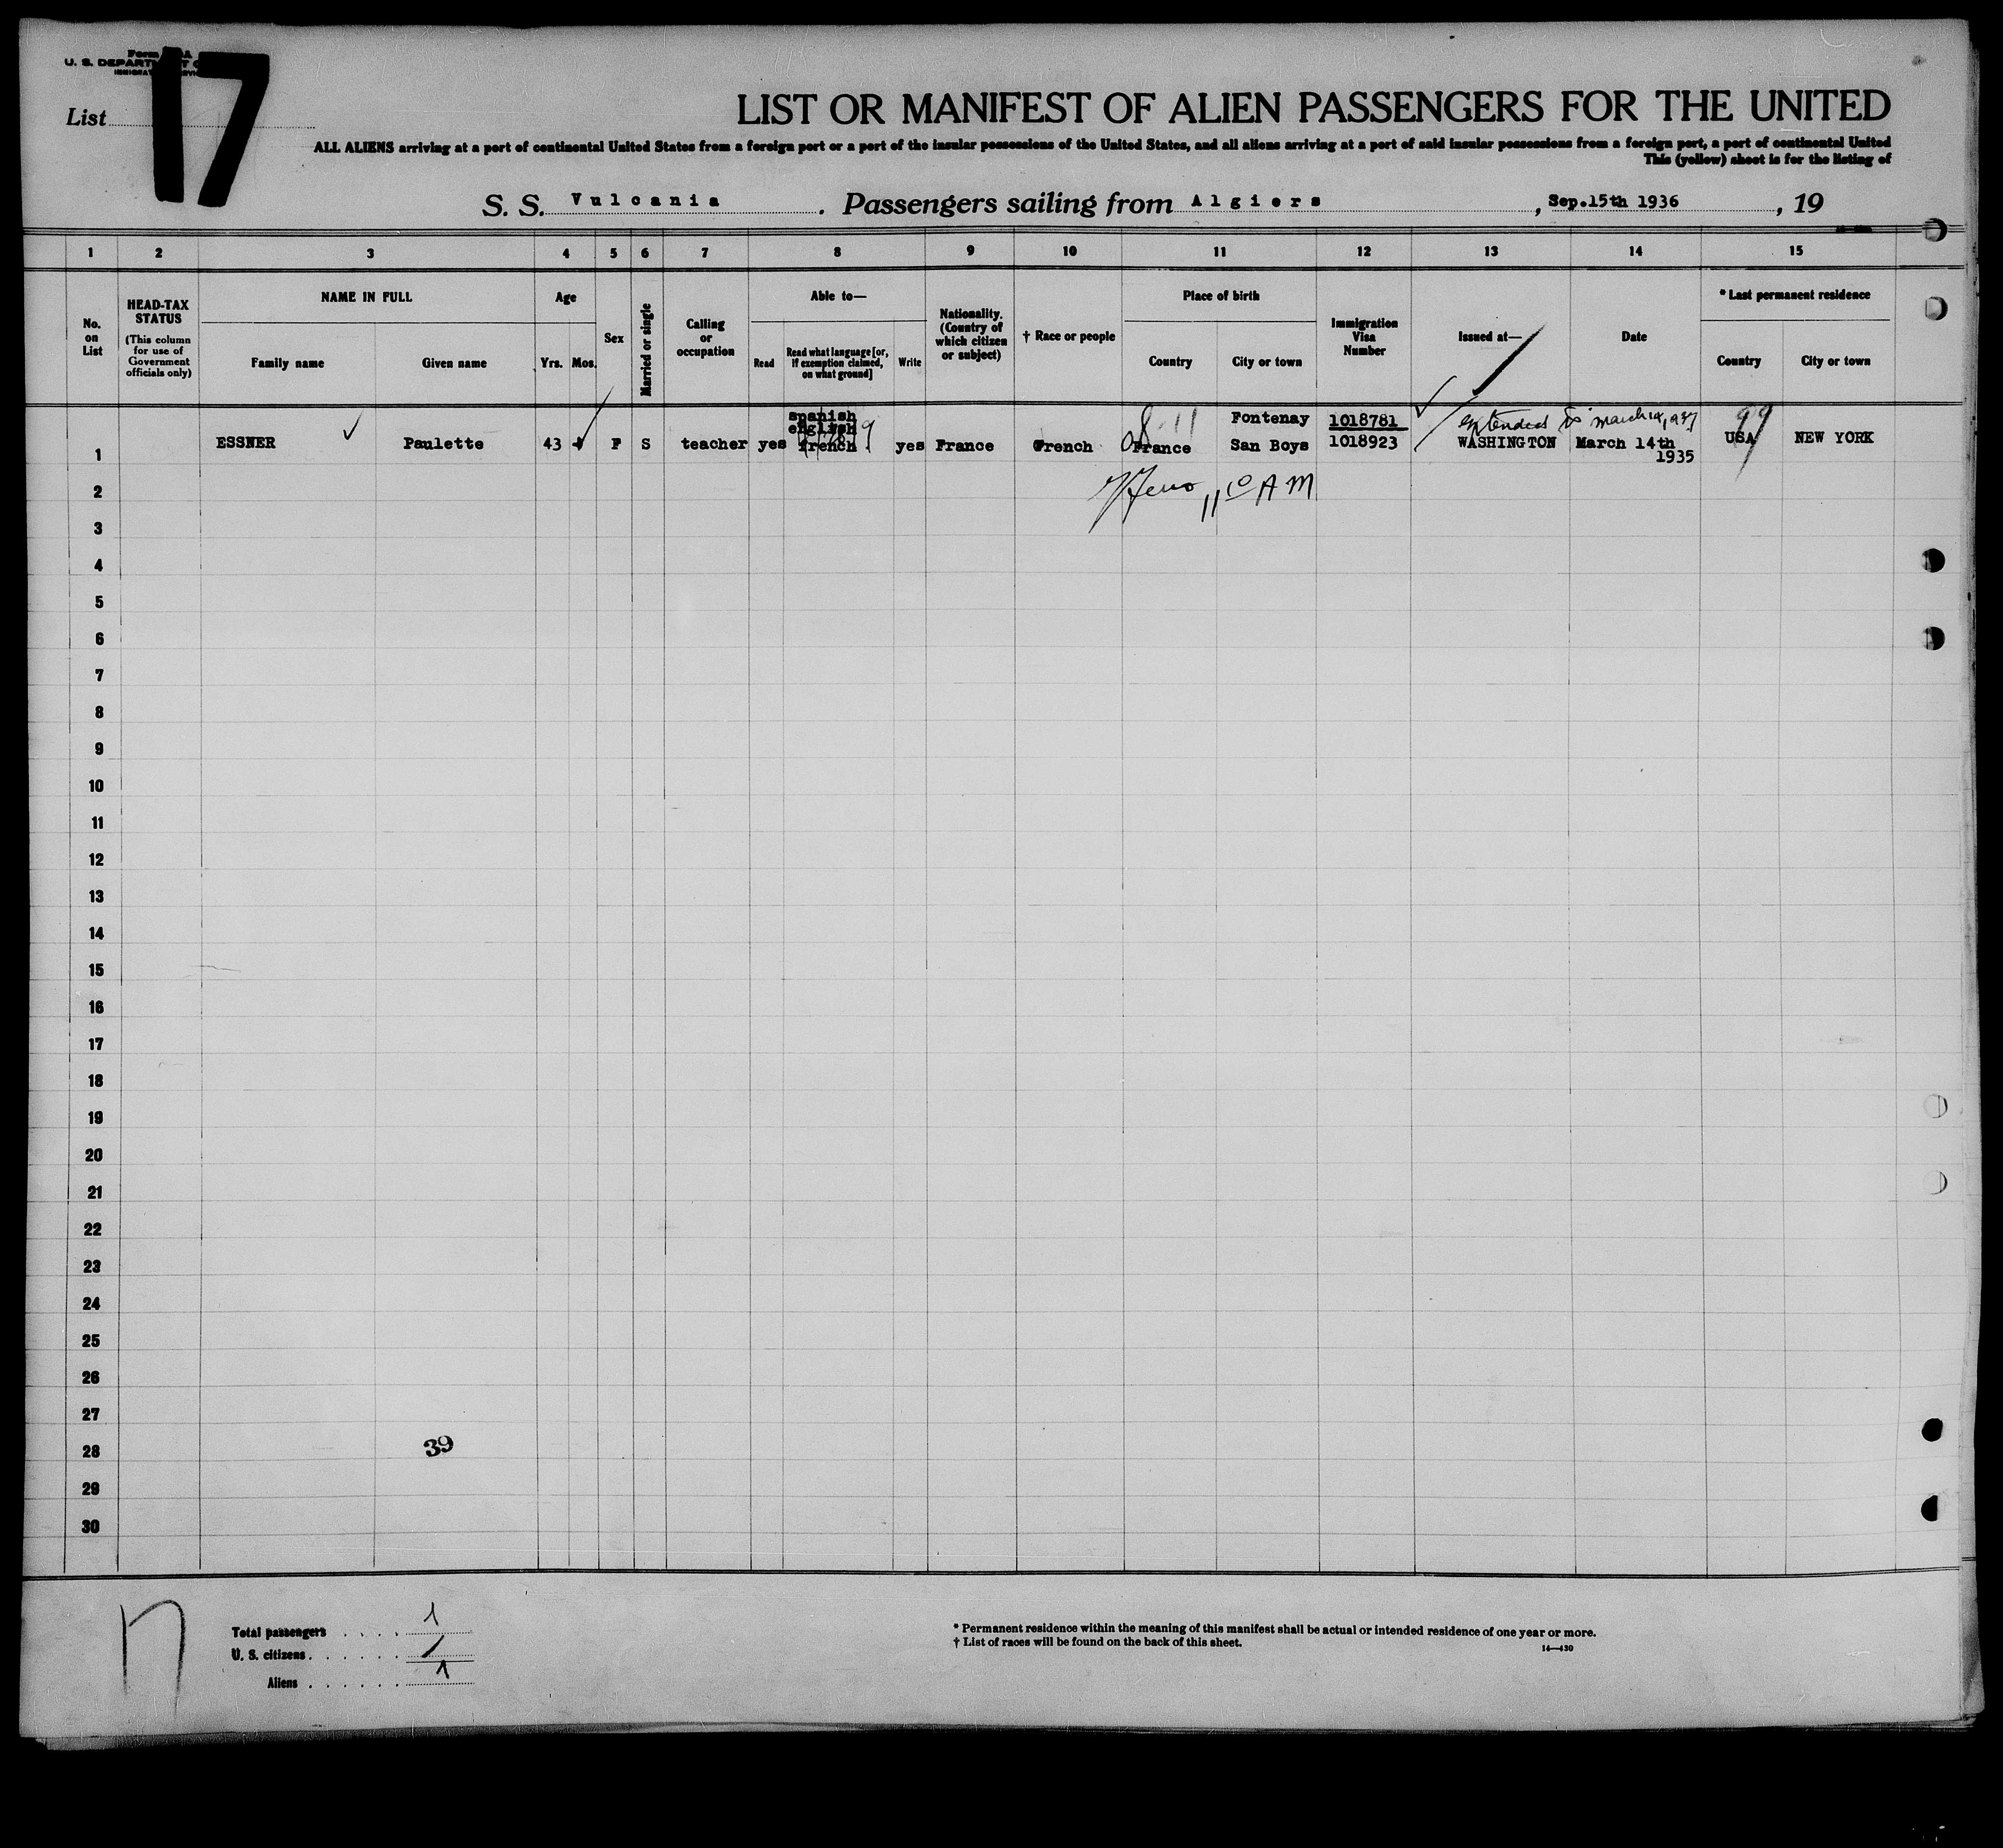 17
Form
U. S. DEPART
List
LIST OR MANIFEST OF ALIEN PASSENGERS FOR THE UNITED
ALL ALIENS arriving at a port of continental United States from a foreign port or a port of the insular possessions of the United States, and all aliens arriving at a port of said insular possessions from a foreign port, a port of continental United
This (yellow) sheet is for the listing of
S. S. Vulcania . Passengers sailing from Algiers , Sep.15th 1936 , 19
1 2 3 4 5 6 7 8 9 10 11 12 13 14 15
No. on List
HEAD-TAX STATUS
(This column for use of Government officials only)
NAME IN FULL
Family name Given name
Age
Yrs. Mos.
Sex
Married or single
Calling or occupation
Able to—
Read
Read what language [or, if exemption claimed, on what ground]
Write
Nationality. (Country of which citizen or subject)
† Race or people
Place of birth
Country City or town
Immigration Visa Number
Issued at—
Date
* Last permanent residence
Country City or town
spanish Fontenay 1018781 extended to march 14, 1937 99
english
1 ESSNER Paulette 43 F S teacher yes french yes France French France San Boys 1018923 WASHINGTON March 14th USA NEW YORK
1935
11 10 A M
2
3
4
5
6
7
8
9
10
11
12
13
14
15
16
17
18
19
20
21
22
23
24
25
26
27
28 39
29
30
Total passengers . . . . 1
U. S. citizens . . . . . . /
Aliens . . . . . . 1
* Permanent residence within the meaning of this manifest shall be actual or intended residence of one year or more.
† List of races will be found on the back of this sheet.
14—430